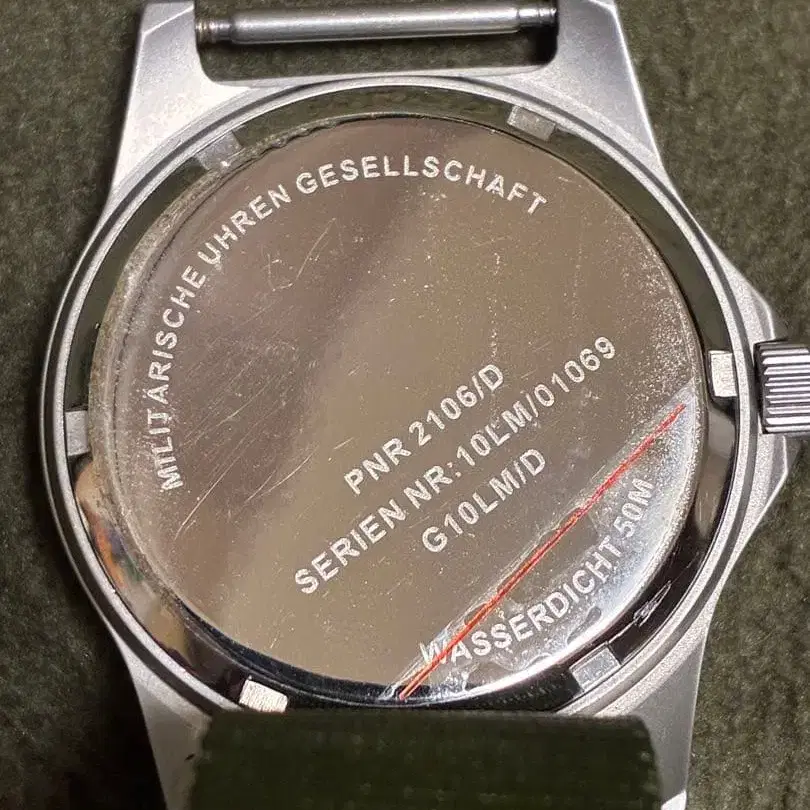 MILITÄRISCHE UHREN GESELLSCHAFT
PNR 2106/D
SERIEN NR:10LM/01069
G10LM/D
WASSERDICHT 50M